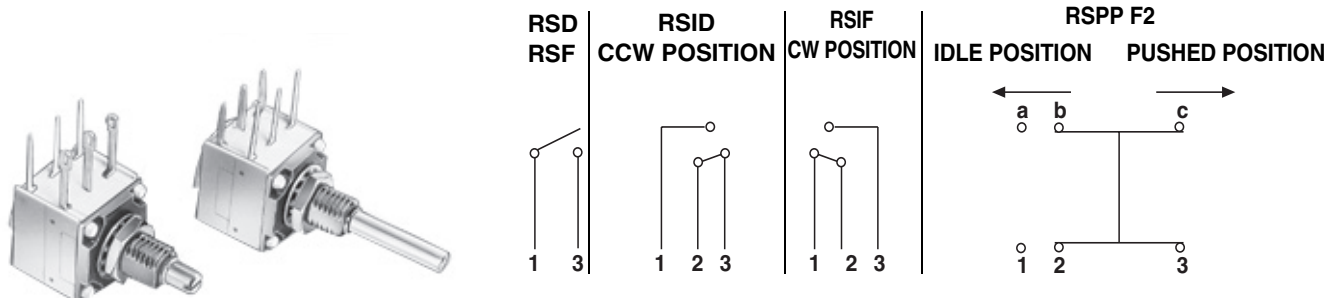 RSD
RSF
1 3
RSID
CCW POSITION
1 2 3
RSIF
CW POSITION
1 2 3
RSPP F2
IDLE POSITION PUSHED POSITION
a b c
1 2 3